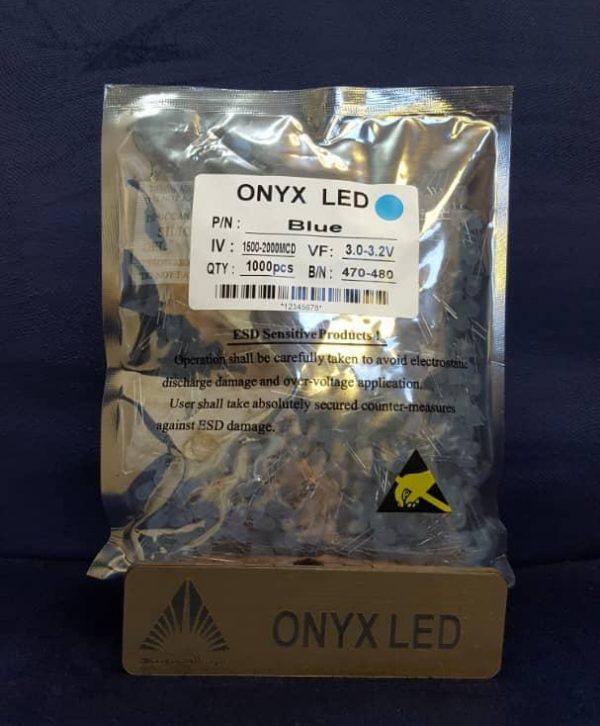 ONYX LED
P/N : Blue
IV : 1500-2000MCD VF: 3.0-3.2V
QTY : 1000pcs B/N : 470-480
*12345678*
ESD Sensitive Products !
Operation shall be carefully taken to avoid electrostatic
discharge damage and over-voltage application.
User shall take absolutely secured counter-measures
against ESD damage.
ONYX LED